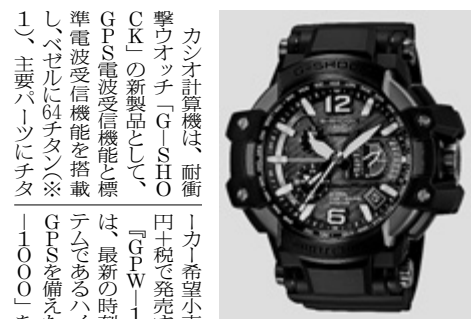 カシオ計算機は、耐衝
撃ウオッチ「G―SHO
CK」の新製品として、
GPS電波受信機能と標
準電波受信機能を搭載
し、ベゼルに64チタン(※
1)、主要パーツにチタ
ーカー希望小売
円+税で発売す
『GPW―1
は、最新の時刻
テムであるハイ
GPSを備えた
―1000」を
G-SHOCK